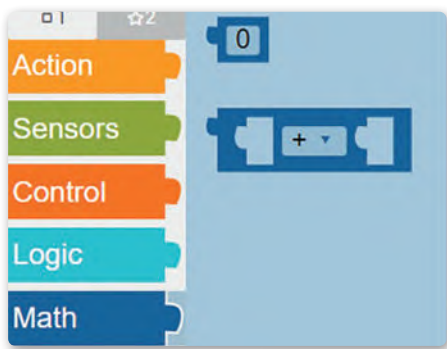 1 ☆2
Action
Sensors
Control
Logic
Math
0
+